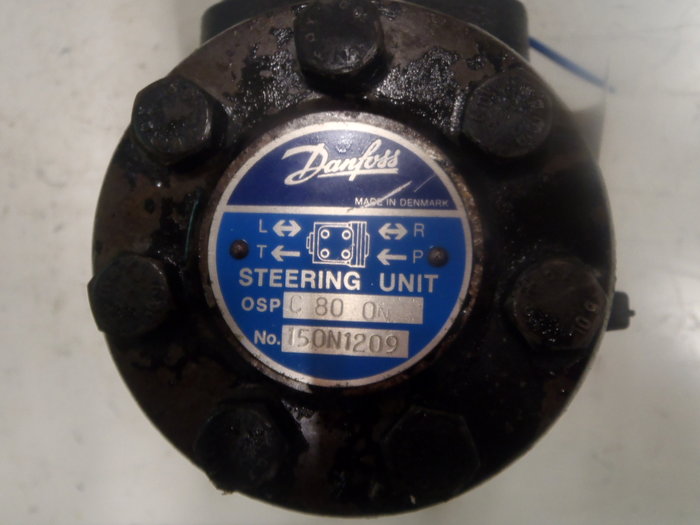 Danfoss
MADE IN DENMARK
L ⇔ ⇔ R
T ← ← P
STEERING UNIT
OSP C 80 ON
No. 150N1209